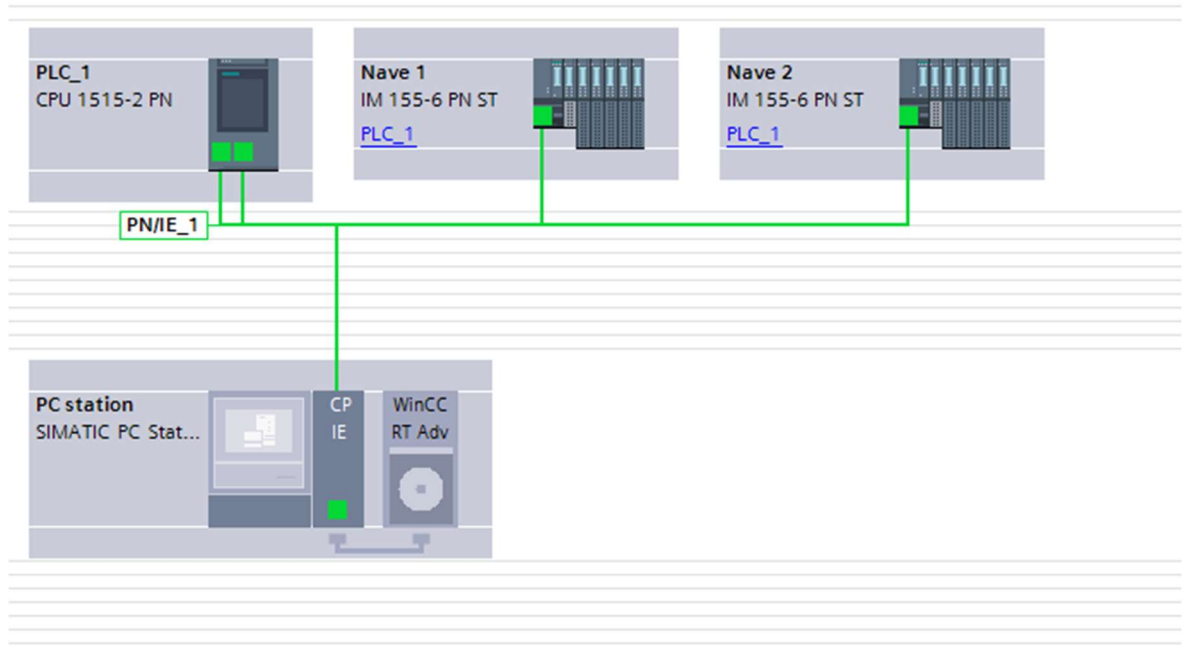 PLC_1
CPU 1515-2 PN
Nave 1
IM 155-6 PN ST
PLC_1
Nave 2
IM 155-6 PN ST
PLC_1
PN/IE_1
PC station
SIMATIC PC Stat...
CP
IE
WinCC
RT Adv